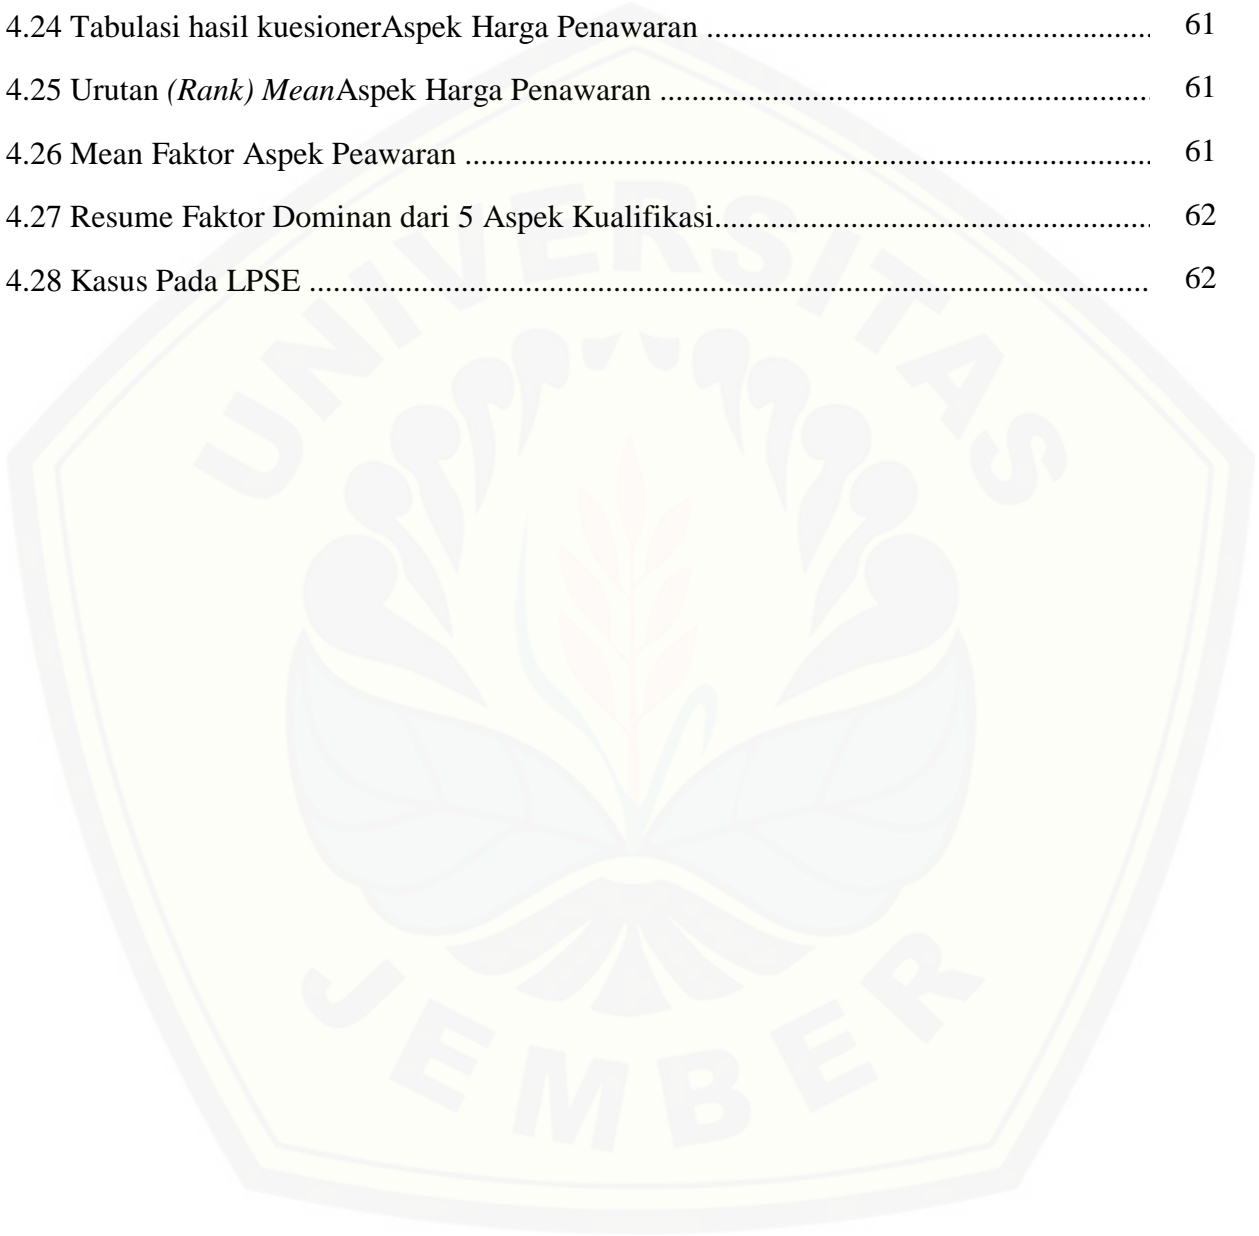 4.24 Tabulasi hasil kuesionerAspek Harga Penawaran ........................................................ 61
4.25 Urutan (Rank) MeanAspek Harga Penawaran ............................................................. 61
4.26 Mean Faktor Aspek Peawaran ...................................................................................... 61
4.27 Resume Faktor Dominan dari 5 Aspek Kualifikasi...................................................... 62
4.28 Kasus Pada LPSE ......................................................................................................... 62
UNIVERSITAS
JEMBER